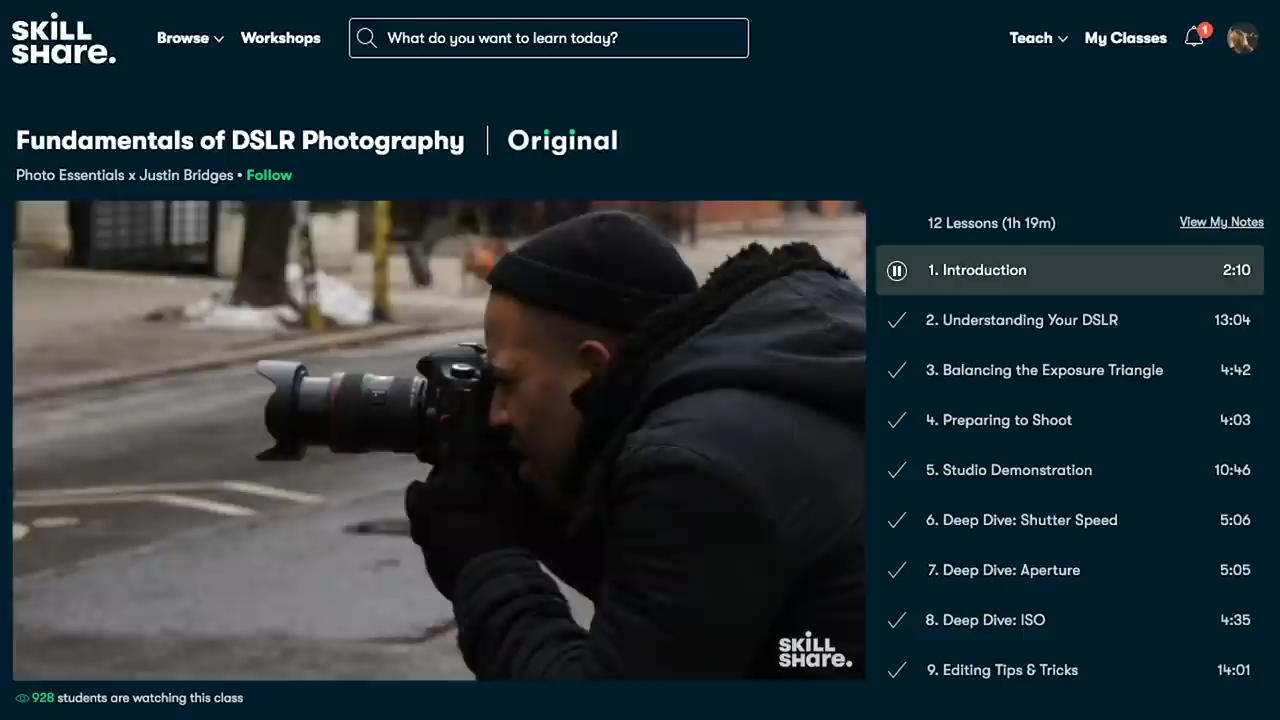 SKILL
SHare.
Browse
Workshops
What do you want to learn today?
Teach
My Classes
1
Fundamentals of DSLR Photography | Original
Photo Essentials x Justin Bridges • Follow
12 Lessons (1h 19m)
View My Notes
1. Introduction 2:10
2. Understanding Your DSLR 13:04
3. Balancing the Exposure Triangle 4:42
4. Preparing to Shoot 4:03
5. Studio Demonstration 10:46
6. Deep Dive: Shutter Speed 5:06
7. Deep Dive: Aperture 5:05
8. Deep Dive: ISO 4:35
9. Editing Tips & Tricks 14:01
SKILL
SHare.
928 students are watching this class